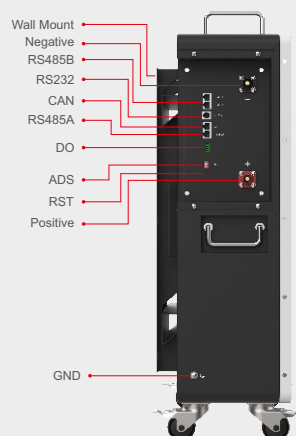 Wall Mount
Negative
RS485B
RS232
CAN
RS485A
DO
ADS
RST
Positive
GND
−
+